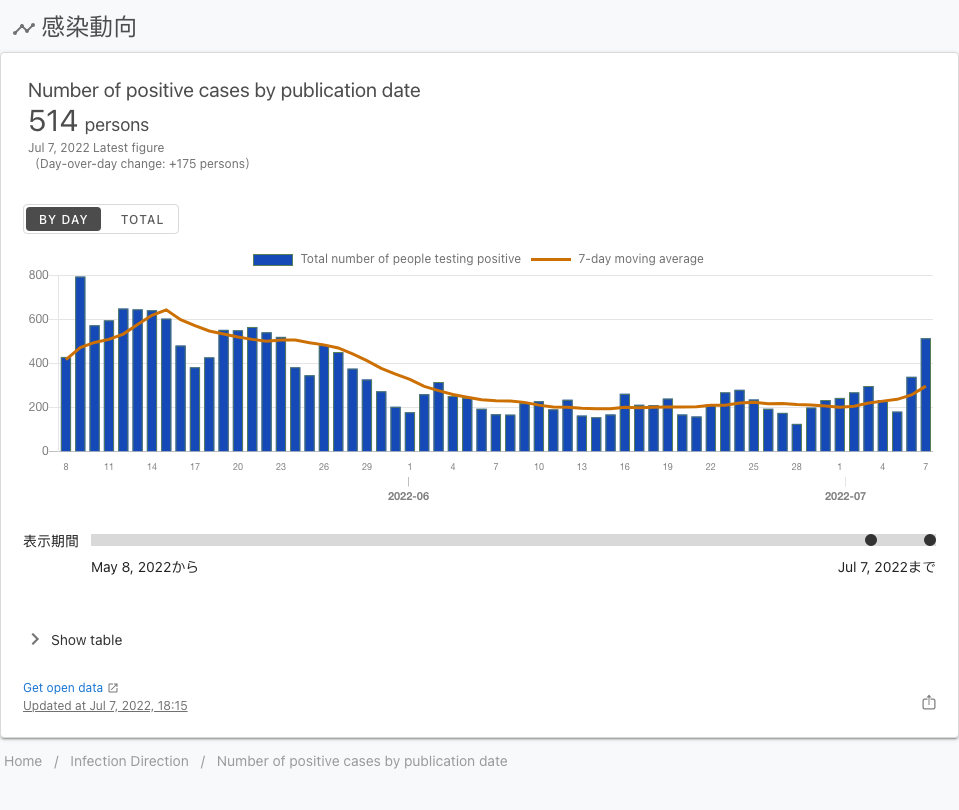 感染動向
Number of positive cases by publication date
514 persons
Jul 7, 2022 Latest figure
(Day-over-day change: +175 persons)
BY DAY TOTAL
Total number of people testing positive 7-day moving average
800
600
400
200
0
8 11 14 17 20 23 26 29 1 4 7 10 13 16 19 22 25 28 1 4 7
2022-06 2022-07
表示期間
May 8, 2022から Jul 7, 2022まで
Show table
Get open data
Updated at Jul 7, 2022, 18:15
Home / Infection Direction / Number of positive cases by publication date